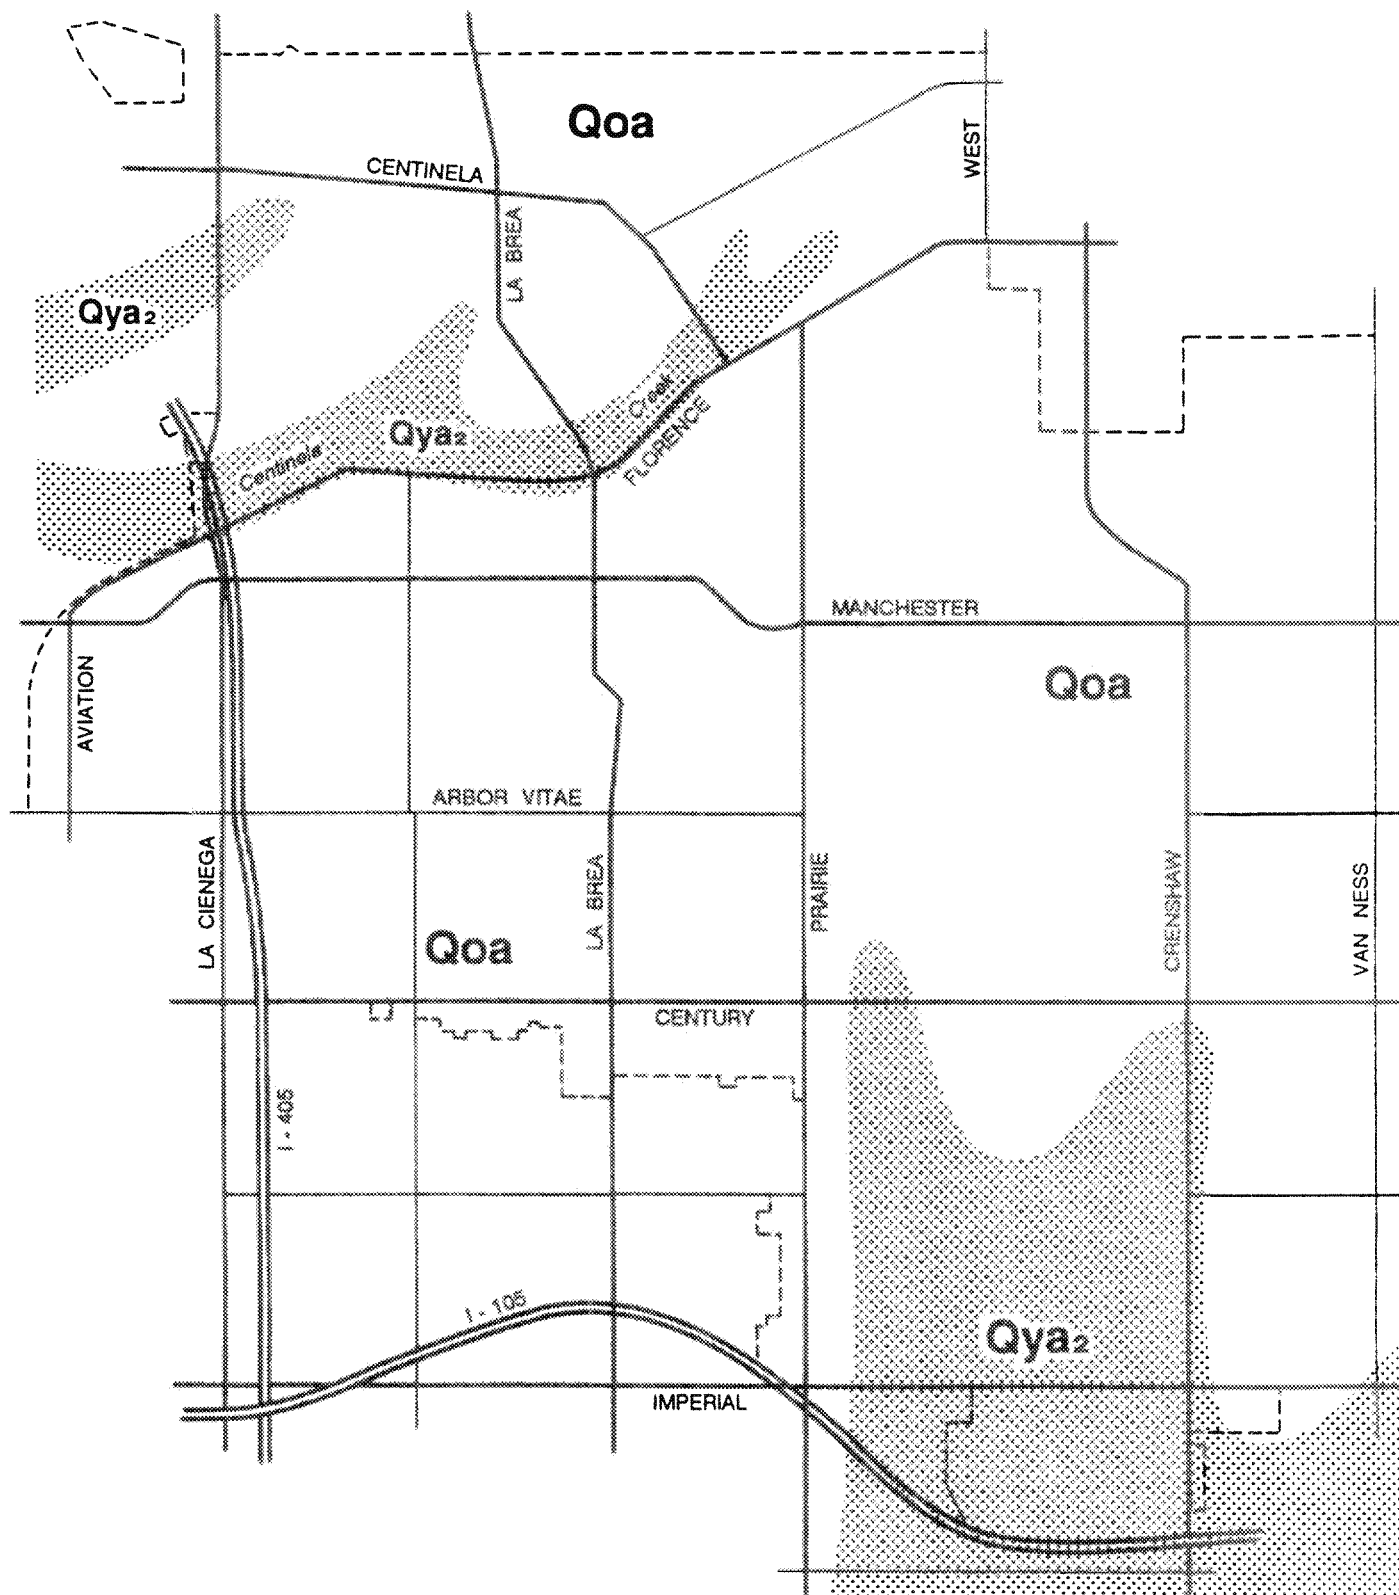 Qoa
CENTINELA
WEST
LA BREA
Qya₂
Creek
Qya₂
FLORENCE
Centinela
MANCHESTER
AVIATION
Qoa
ARBOR VITAE
LA CIENEGA
LA BREA
PRAIRIE
CRENSHAW
VAN NESS
Qoa
CENTURY
I - 405
I - 105
Qya₂
IMPERIAL